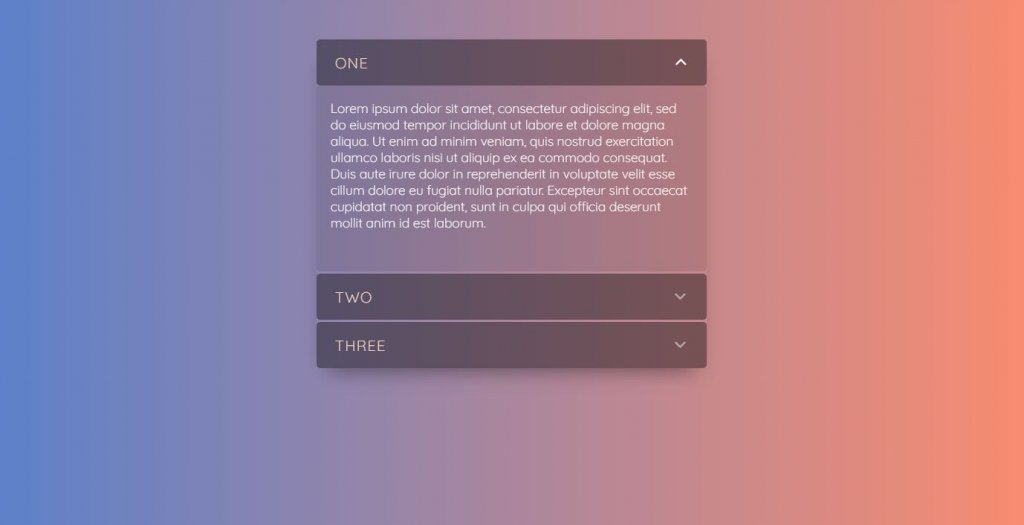 ONE
Lorem ipsum dolor sit amet, consectetur adipiscing elit, sed
do eiusmod tempor incididunt ut labore et dolore magna
aliqua. Ut enim ad minim veniam, quis nostrud exercitation
ullamco laboris nisi ut aliquip ex ea commodo consequat.
Duis aute irure dolor in reprehenderit in voluptate velit esse
cillum dolore eu fugiat nulla pariatur. Excepteur sint occaecat
cupidatat non proident, sunt in culpa qui officia deserunt
mollit anim id est laborum.
TWO
THREE